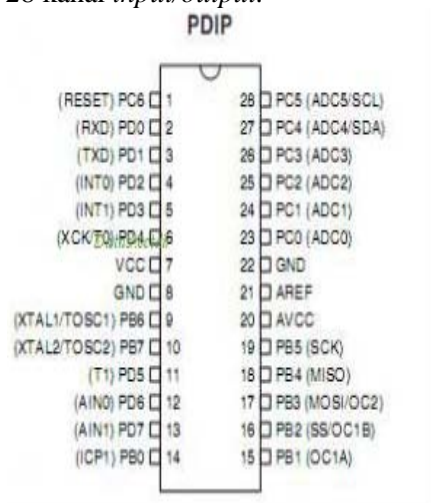 28 kanal input/output.
PDIP
(RESET) PC6 1 28 PC5 (ADC5/SCL)
(RXD) PD0 2 27 PC4 (ADC4/SDA)
(TXD) PD1 3 26 PC3 (ADC3)
(INT0) PD2 4 25 PC2 (ADC2)
(INT1) PD3 5 24 PC1 (ADC1)
(XCK/T0) PD4 6 23 PC0 (ADC0)
VCC 7 22 GND
GND 8 21 AREF
(XTAL1/TOSC1) PB6 9 20 AVCC
(XTAL2/TOSC2) PB7 10 19 PB5 (SCK)
(T1) PD5 11 18 PB4 (MISO)
(AIN0) PD6 12 17 PB3 (MOSI/OC2)
(AIN1) PD7 13 16 PB2 (SS/OC1B)
(ICP1) PB0 14 15 PB1 (OC1A)